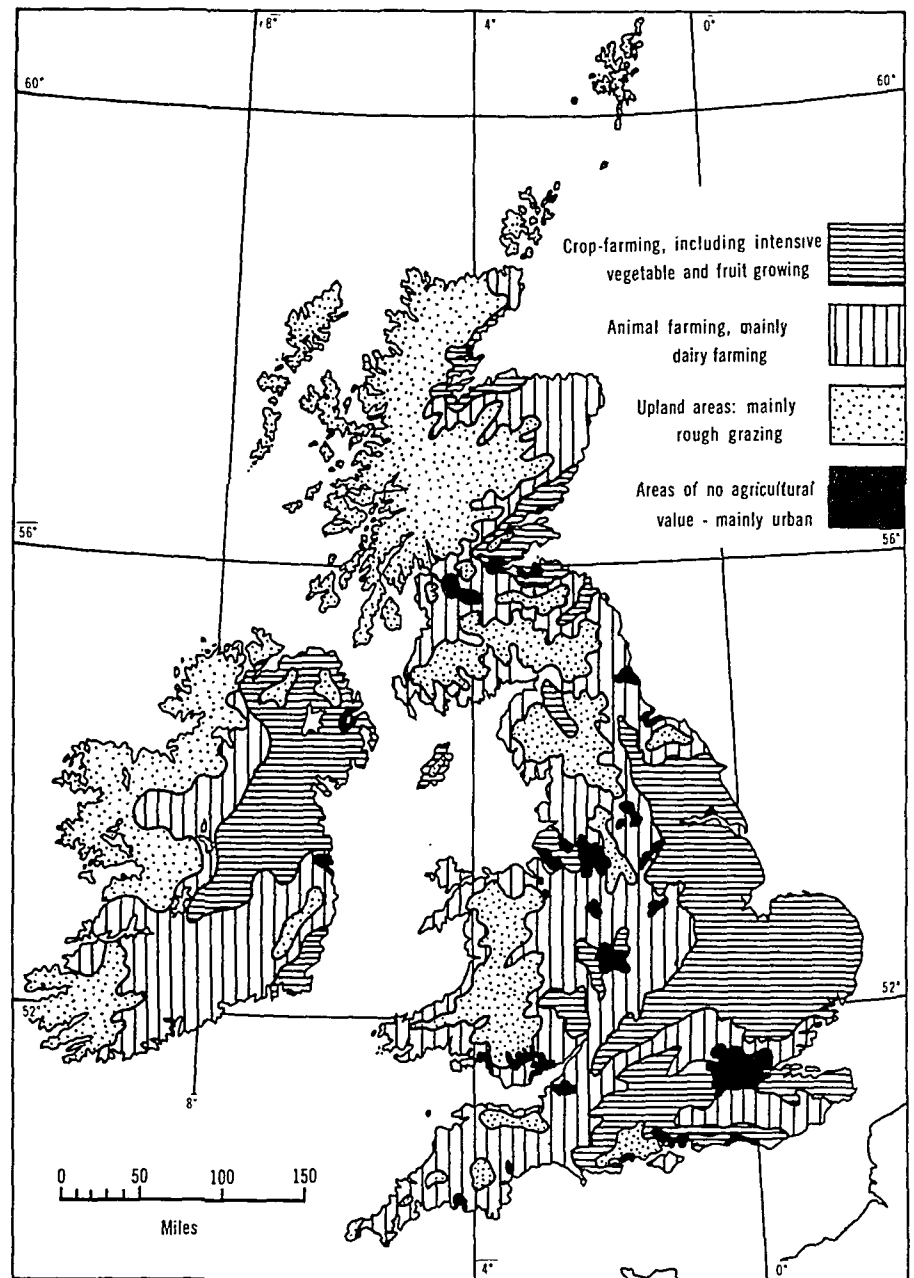 8°
4°
0°
60°
60°
Crop-farming, including intensive
vegetable and fruit growing
Animal farming, mainly
dairy farming
Upland areas: mainly
rough grazing
Areas of no agricultural
value - mainly urban
56°
56°
52°
52°
8°
0 50 100 150
Miles
4°
0°